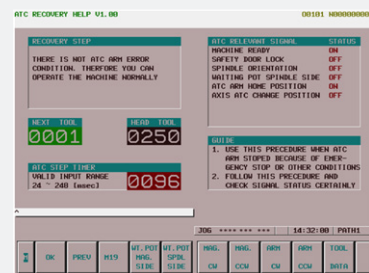 ATC RECOVERY HELP V1.00
O0101 N00000000
RECOVERY STEP
THERE IS NOT ATC ARM ERROR
CONDITION. THERFORE YOU CAN
OPERATE THE MACHINE NORMALLY
ATC RELEVANT SIGNAL STATUS
MACHINE READY ON
SAFETY DOOR LOCK OFF
SPINDLE ORIENTATION OFF
WAITING POT SPINDLE SIDE OFF
ATC ARM HOME POSITION ON
AXIS ATC CHANGE POSITION OFF
NEXT TOOL
0001
HEAD TOOL
0250
ATC STEP TIMER
VALID INPUT RANGE
24 ~ 240 [msec]
0096
GUIDE
1. USE THIS PRECEDURE WHEN ATC
ARM STOPED BECAUSE OF EMER-
GENCY STOP OR OTHER CONDITIONS
2. FOLLOW THIS PRECEDURE AND
CHECK SIGNAL STATUS CERTAINLY
^
JOG **** *** *** 14:32:00 PATH1
OK
PREV
M19
WT.POT
MAG.
SIDE
WT.POT
SPDL
SIDE
MAG.
CW
MAG.
CCW
ARM
CW
ARM
CCW
TOOL
DATA